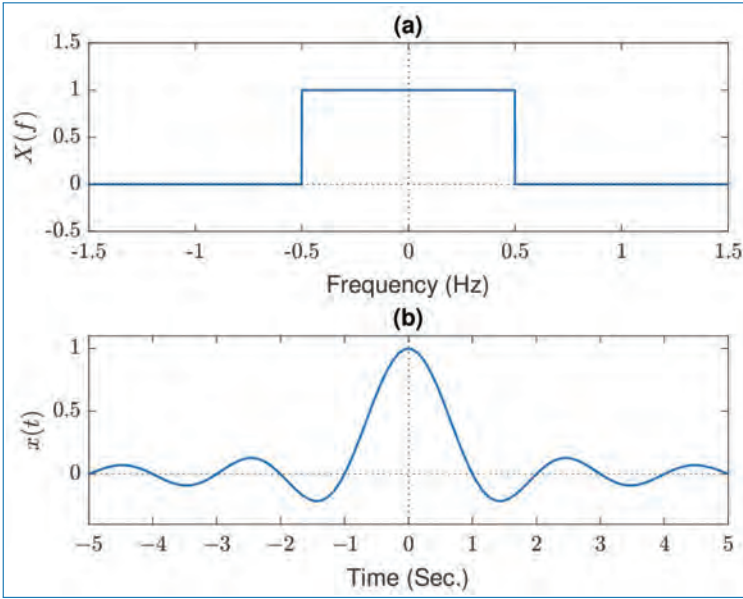 (a)
1.5
1
0.5
0
-0.5
X(f)
-1.5 -1 -0.5 0 0.5 1 1.5
Frequency (Hz)
(b)
1
0.5
0
x(t)
−5 −4 −3 −2 −1 0 1 2 3 4 5
Time (Sec.)